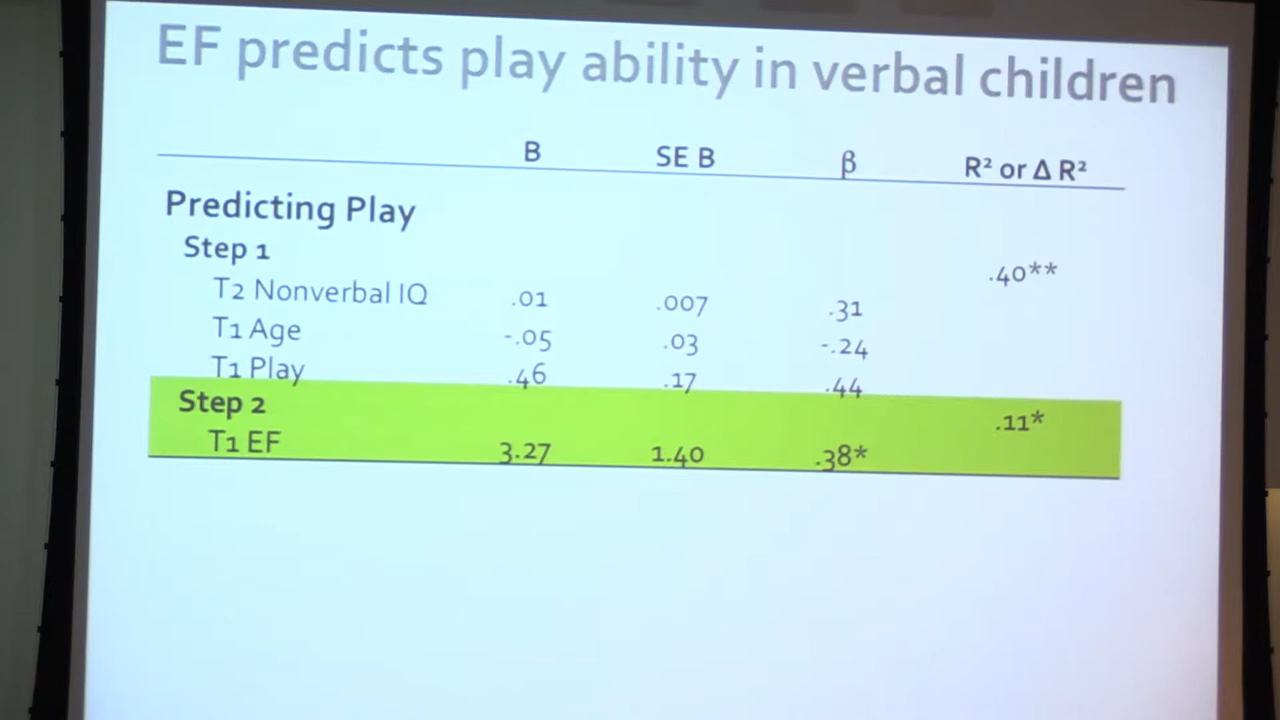 EF predicts play ability in verbal children
B SE B β R² or Δ R²
Predicting Play
Step 1 .40**
T2 Nonverbal IQ .01 .007 .31
T1 Age -.05 .03 -.24
T1 Play .46 .17 .44
Step 2 .11*
T1 EF 3.27 1.40 .38*